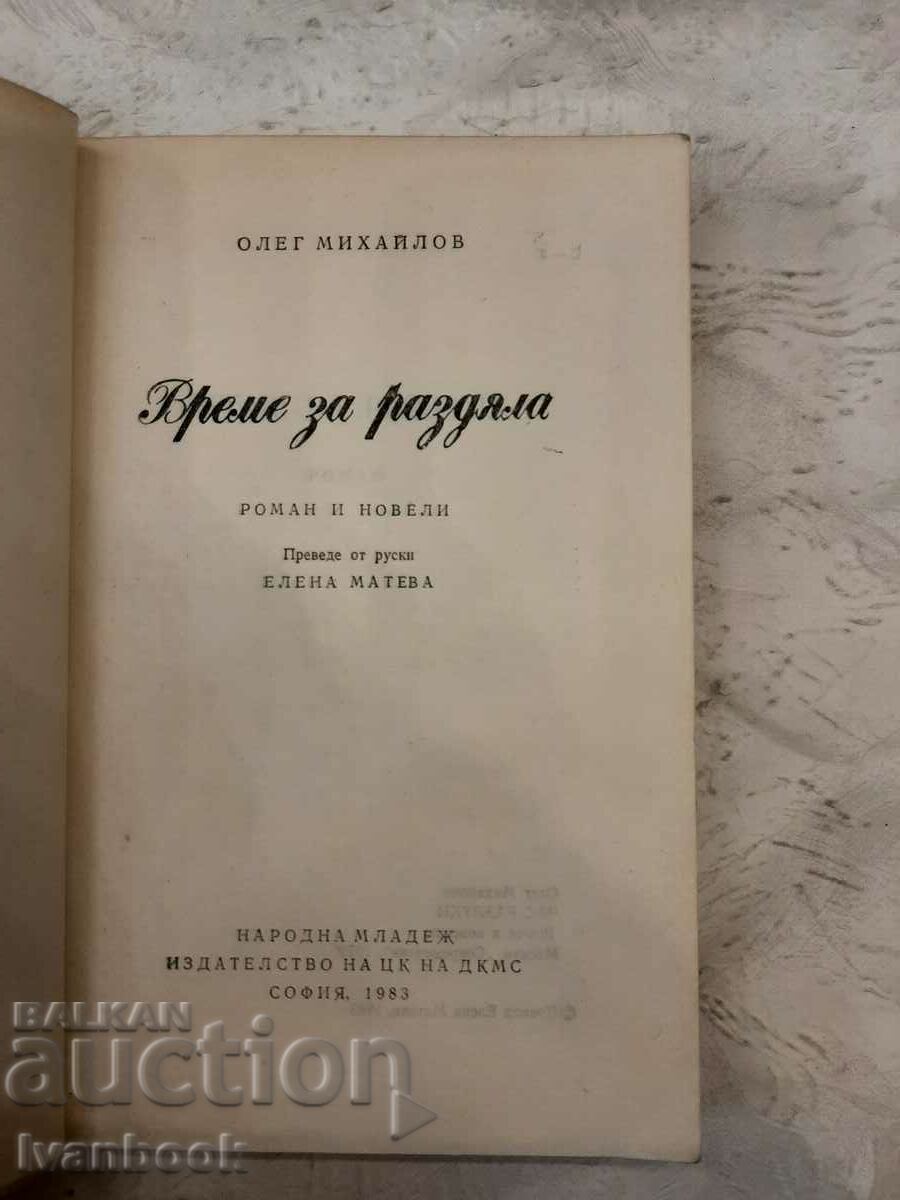 ОЛЕГ МИХАЙЛОВ
Време за раздяла
РОМАН И НОВЕЛИ
Преведе от руски
ЕЛЕНА МАТЕВА
НАРОДНА МЛАДЕЖ
ИЗДАТЕЛСТВО НА ЦК НА ДКМС
СОФИЯ, 1983
BALKAN
auction
Ivanbook